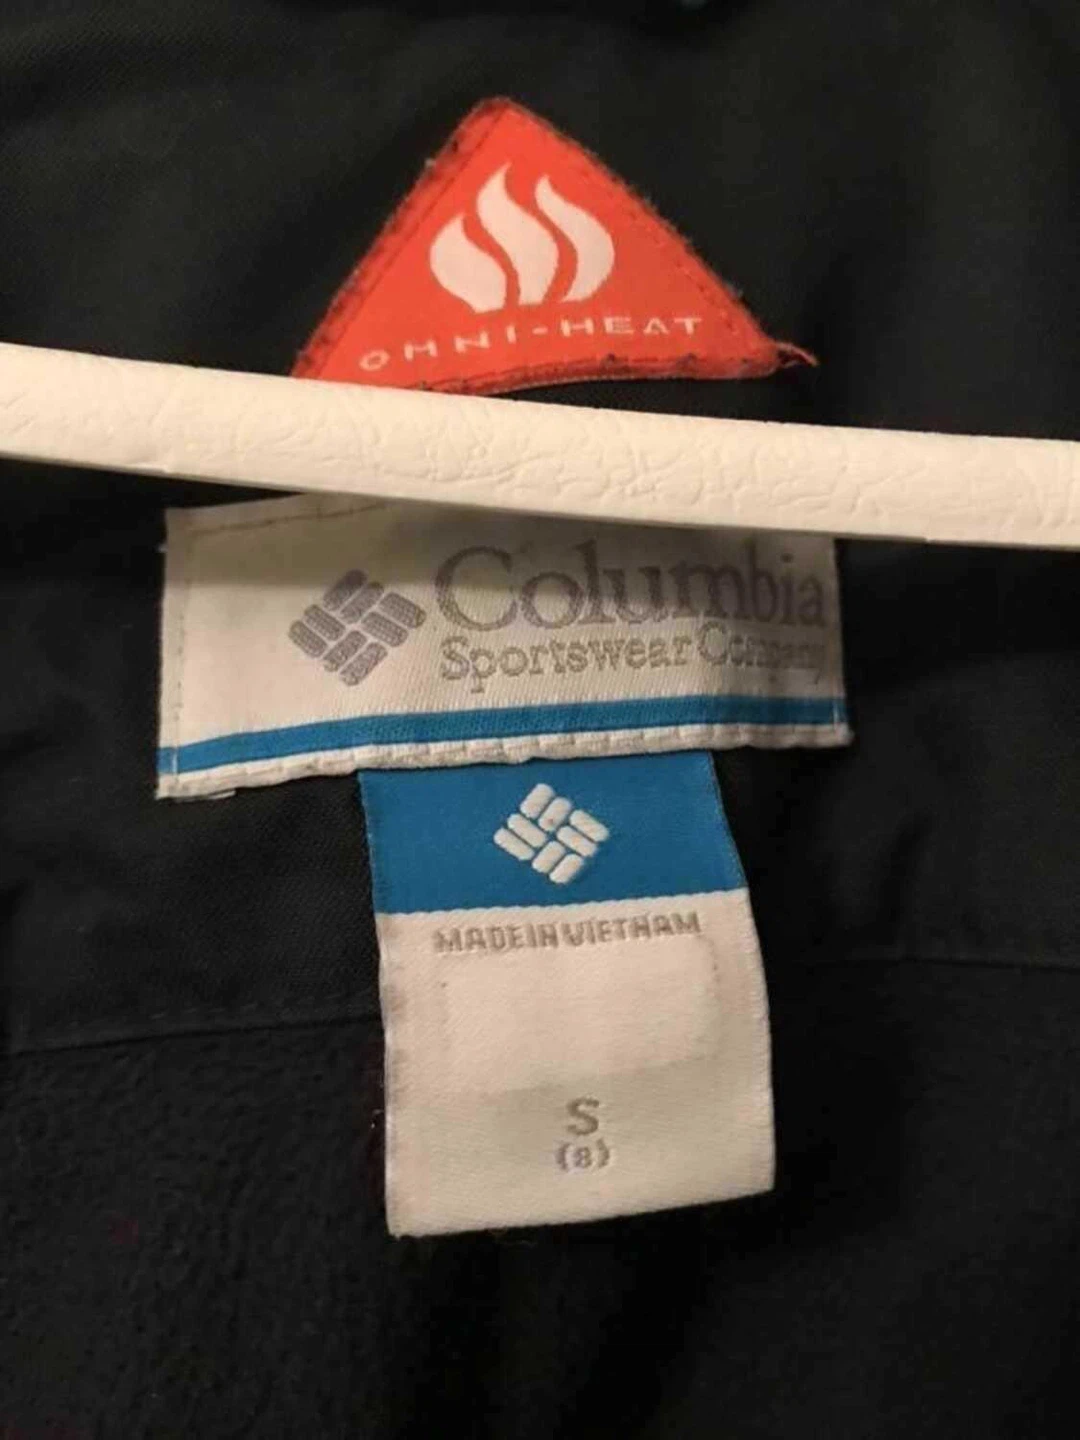 OMNI-HEAT
Columbia
Sportswear Company
MADE IN VIETNAM
S
(8)